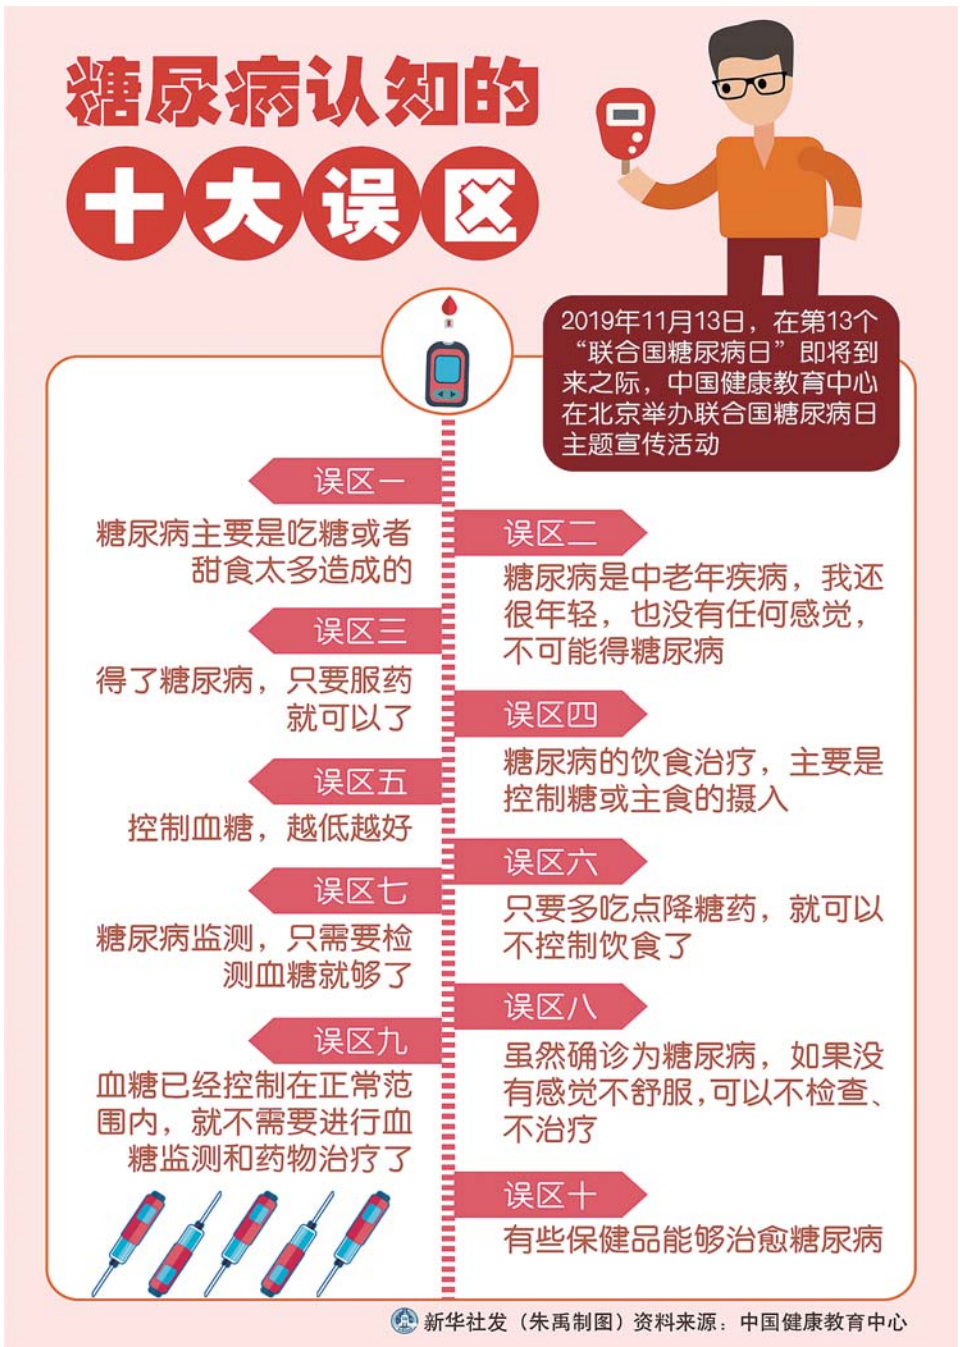 糖尿病认知的
十大误区
2019年11月13日，在第13个
“联合国糖尿病日”即将到
来之际，中国健康教育中心
在北京举办联合国糖尿病日
主题宣传活动
误区一
糖尿病主要是吃糖或者
甜食太多造成的
误区二
糖尿病是中老年疾病，我还
很年轻，也没有任何感觉，
不可能得糖尿病
误区三
得了糖尿病，只要服药
就可以了
误区四
糖尿病的饮食治疗，主要是
控制糖或主食的摄入
误区五
控制血糖，越低越好
误区六
只要多吃点降糖药，就可以
不控制饮食了
误区七
糖尿病监测，只需要检
测血糖就够了
误区八
虽然确诊为糖尿病，如果没
有感觉不舒服，可以不检查、
不治疗
误区九
血糖已经控制在正常范
围内，就不需要进行血
糖监测和药物治疗了
误区十
有些保健品能够治愈糖尿病
新华社发（朱禹制图）资料来源：中国健康教育中心